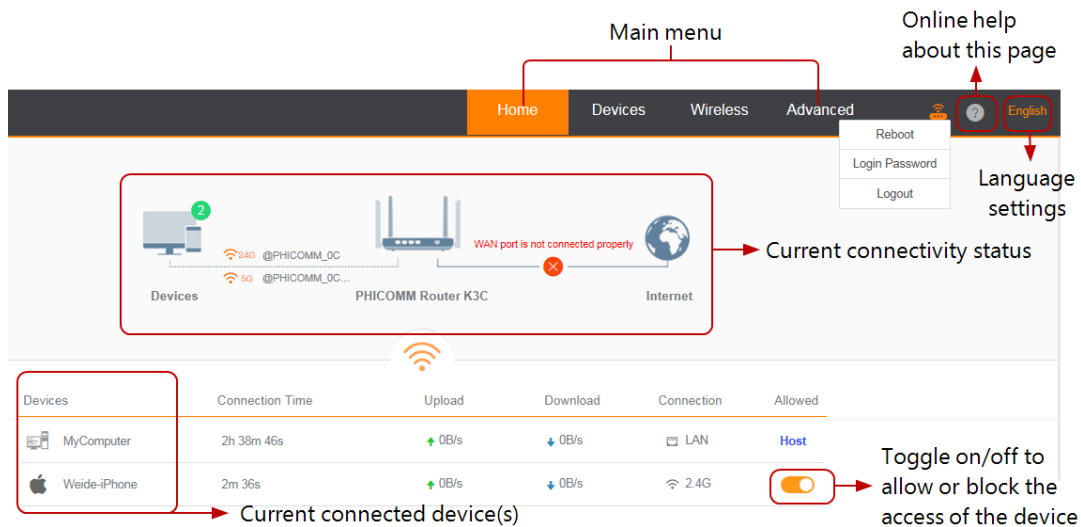 Online help
about this page
Main menu
Home Devices Wireless Advanced ? English
Reboot
Login Password
Logout
Language
settings
2
WAN port is not connected properly
2.4G @PHICOMM_0C
5G @PHICOMM_0C...
Current connectivity status
Devices PHICOMM Router K3C Internet
Devices Connection Time Upload Download Connection Allowed
MyComputer 2h 38m 46s 0B/s 0B/s LAN Host
Weide-iPhone 2m 36s 0B/s 0B/s 2.4G
Toggle on/off to
allow or block the
access of the device
Current connected device(s)